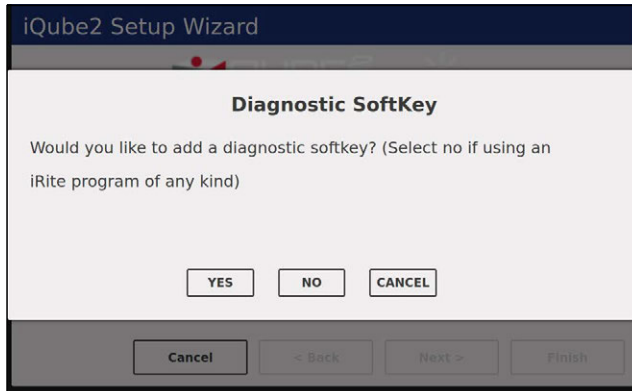 iQube2 Setup Wizard
Diagnostic SoftKey
Would you like to add a diagnostic softkey? (Select no if using an
iRite program of any kind)
YES NO CANCEL
Cancel < Back Next > Finish